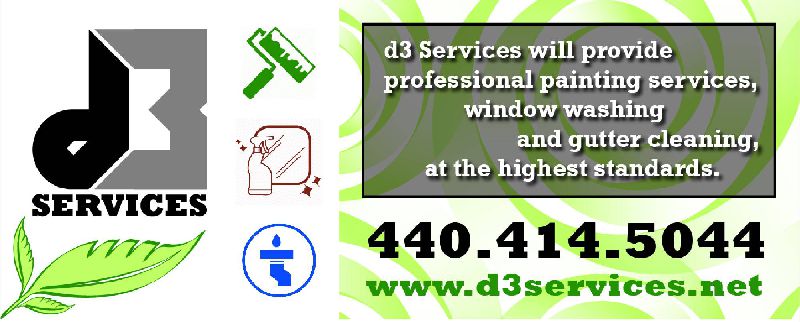 d3
SERVICES
d3 Services will provide
professional painting services,
window washing
and gutter cleaning,
at the highest standards.
440.414.5044
www.d3services.net